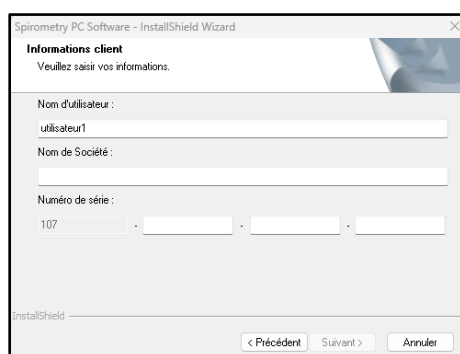 Spirometry PC Software - InstallShield Wizard
Informations client
Veuillez saisir vos informations.
Nom d'utilisateur :
utilisateur1
Nom de Société :
Numéro de série :
107 - - -
InstallShield
< Précédent Suivant > Annuler